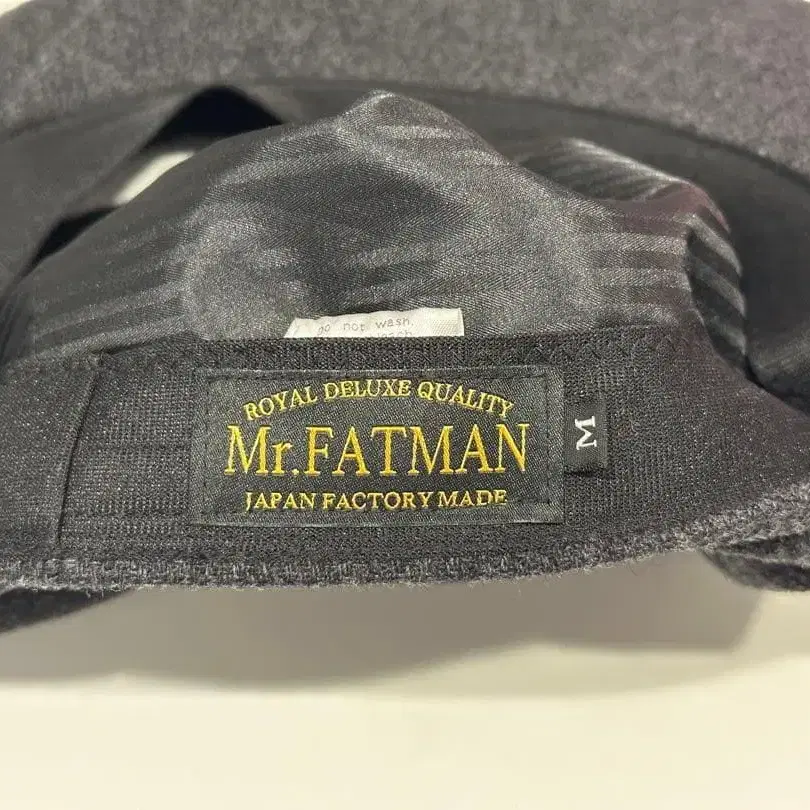 do not wash.
ROYAL DELUXE QUALITY
Mr.FATMAN
JAPAN FACTORY MADE
M